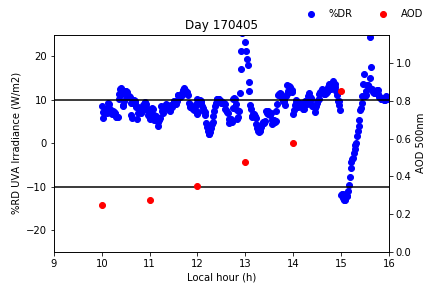 %DR AOD
Day 170405
20
10
0
−10
−20
%RD UVA Irradiance (W/m2)
1.0
0.8
0.6
0.4
0.2
0.0
AOD 500nm
9 10 11 12 13 14 15 16
Local hour (h)